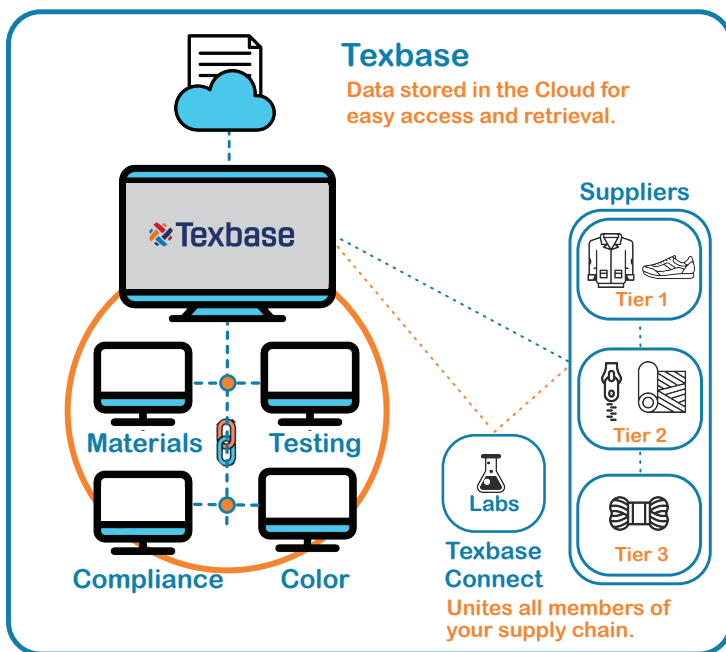 Texbase
Data stored in the Cloud for
easy access and retrieval.
Texbase
Suppliers
Tier 1
Tier 2
Tier 3
Materials
Testing
Compliance
Color
Labs
Texbase
Connect
Unites all members of
your supply chain.